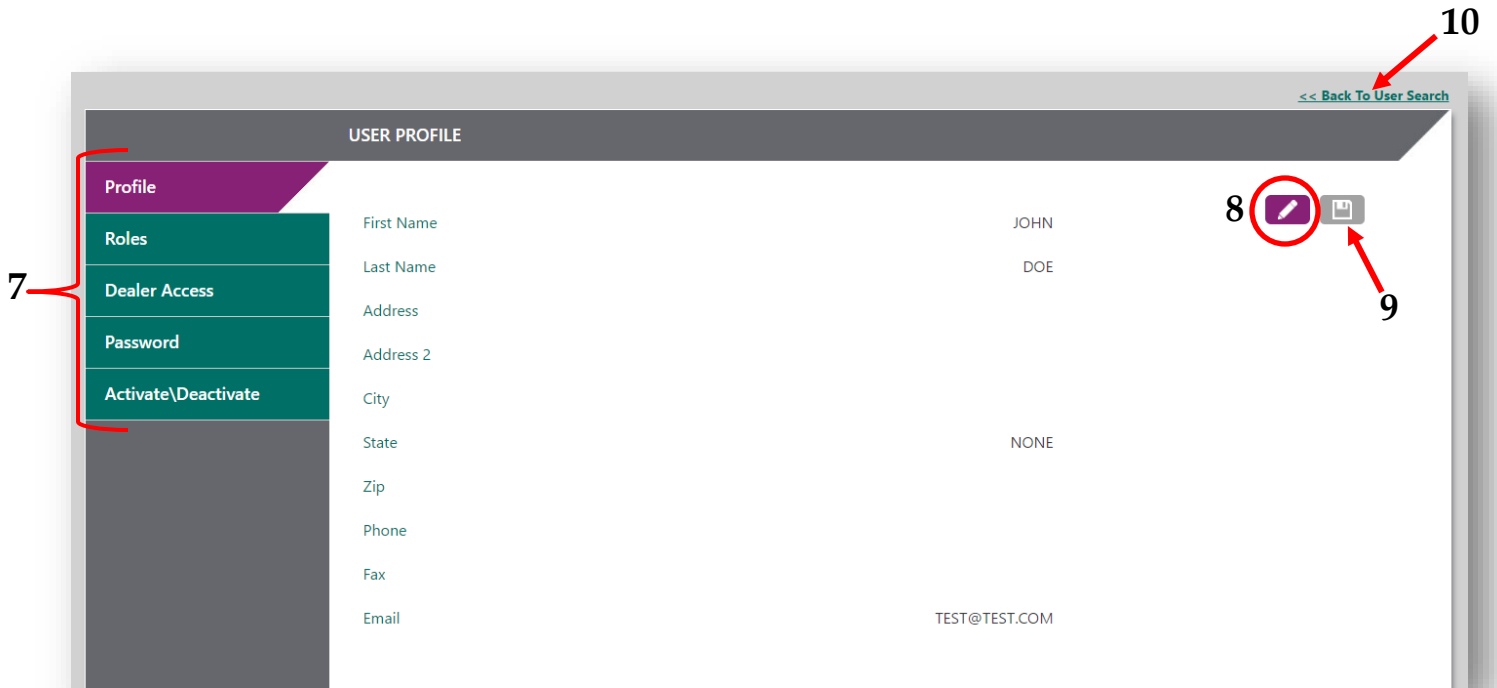 10
<< Back To User Search
USER PROFILE
7
Profile
Roles
Dealer Access
Password
Activate\Deactivate
8
9
First Name JOHN
Last Name DOE
Address
Address 2
City
State NONE
Zip
Phone
Fax
Email TEST@TEST.COM